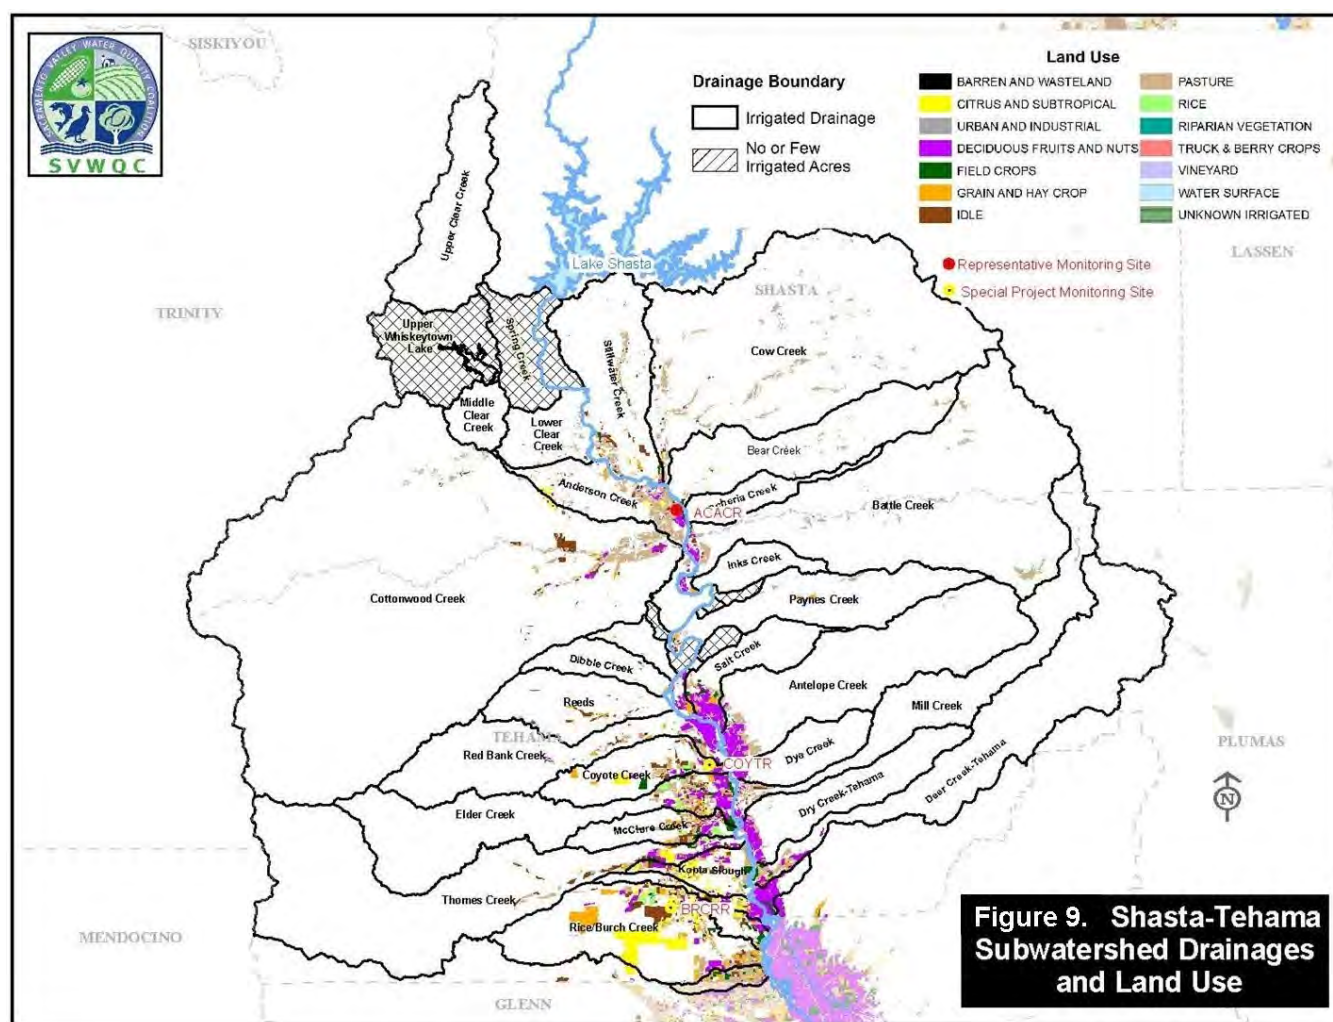 SISKIYOU
SACRAMENTO VALLEY WATER QUALITY COALITION
SVWQC
Drainage Boundary
Irrigated Drainage
No or Few
Irrigated Acres
Land Use
BARREN AND WASTELAND
CITRUS AND SUBTROPICAL
URBAN AND INDUSTRIAL
DECIDUOUS FRUITS AND NUTS
FIELD CROPS
GRAIN AND HAY CROP
IDLE
PASTURE
RICE
RIPARIAN VEGETATION
TRUCK & BERRY CROPS
VINEYARD
WATER SURFACE
UNKNOWN IRRIGATED
Representative Monitoring Site
Special Project Monitoring Site
LASSEN
Upper Clear Creek
Lake Shasta
SHASTA
TRINITY
Upper
Whiskeytown
Lake
Spring Creek
Stillwater Creek
Cow Creek
Middle
Clear
Creek
Lower
Clear
Creek
Bear Creek
Anderson Creek
Creek
ACACR
Battle Creek
Inks Creek
Cottonwood Creek
Paynes Creek
Dibble Creek
Salt Creek
Antelope Creek
Reeds
Mill Creek
TEHAMA
Red Bank Creek
Dye Creek
PLUMAS
COYTR
Coyote Creek
Dry Creek-Tehama
Deer Creek-Tehama
N
Elder Creek
McClure Creek
Kopta Slough
Thomes Creek
BRCRR
Rice/Burch Creek
MENDOCINO
GLENN
Figure 9. Shasta-Tehama
Subwatershed Drainages
and Land Use